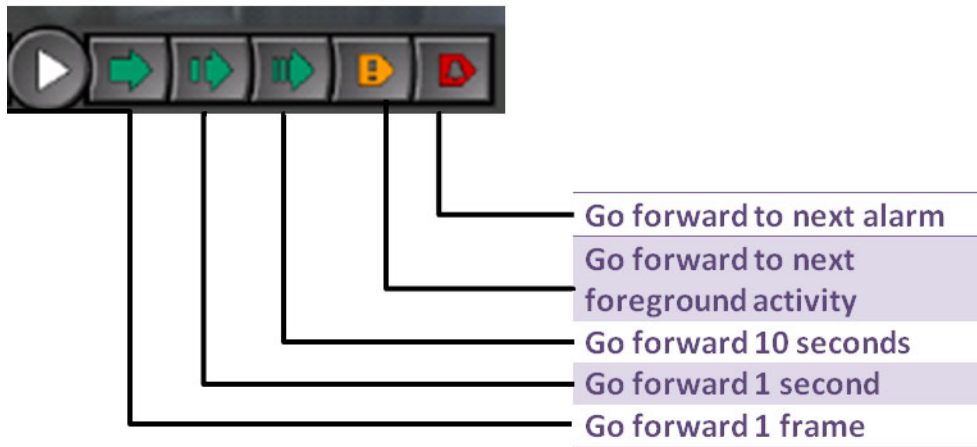 Go forward to next alarm
Go forward to next
foreground activity
Go forward 10 seconds
Go forward 1 second
Go forward 1 frame